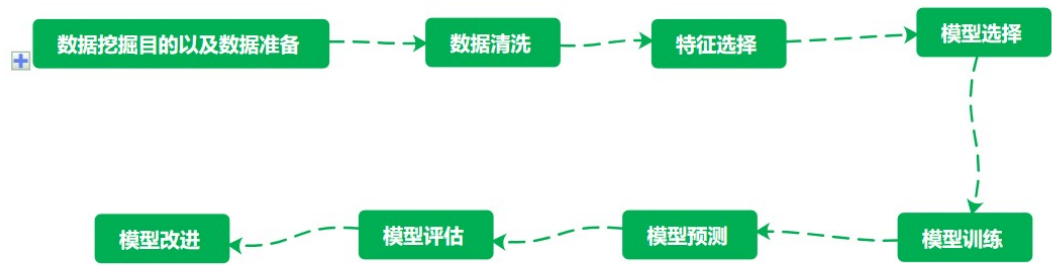 数据挖掘目的以及数据准备
数据清洗
特征选择
模型选择
模型训练
模型预测
模型评估
模型改进